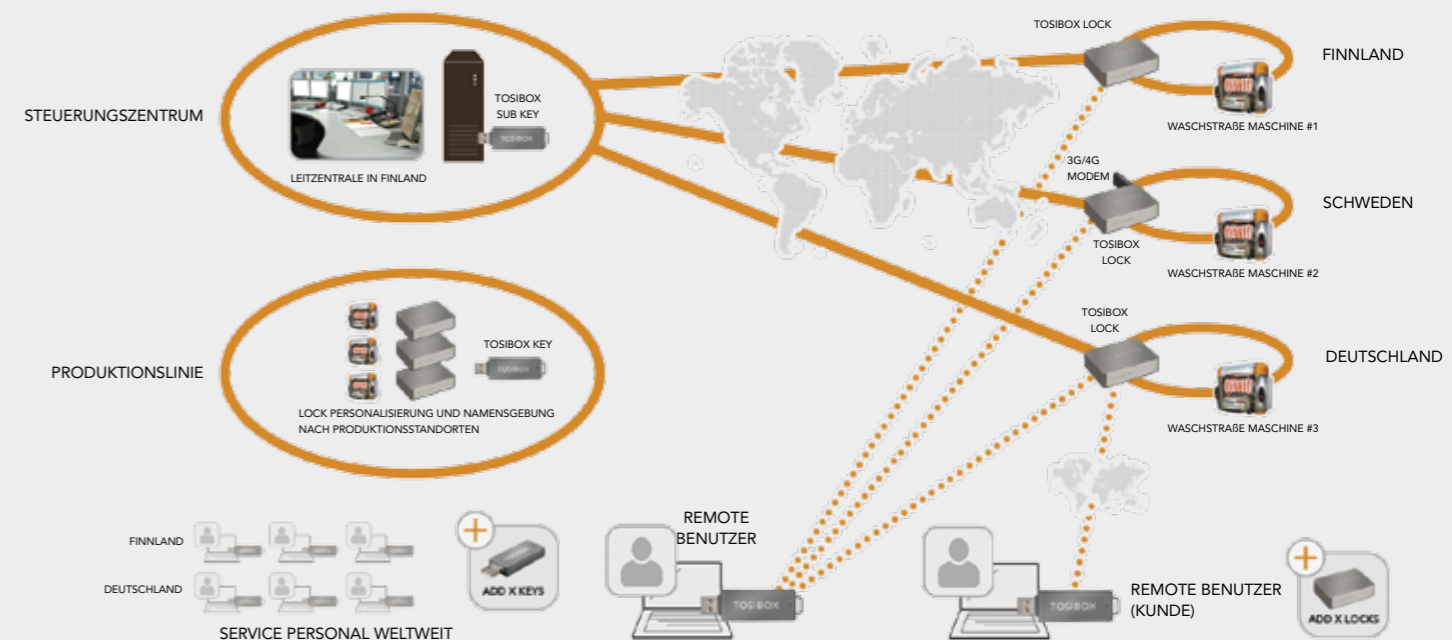 TOSIBOX LOCK
FINNLAND
WASCHSTRAßE MASCHINE #1
STEUERUNGSZENTRUM
TOSIBOX
SUB KEY
TOSIBOX
LEITZENTRALE IN FINLAND
3G/4G
MODEM
SCHWEDEN
TOSIBOX
LOCK
WASCHSTRAßE MASCHINE #2
PRODUKTIONSLINIE
TOSIBOX KEY
TOSIBOX
LOCK PERSONALISIERUNG UND NAMENSGEBUNG
NACH PRODUKTIONSSTANDORTEN
TOSIBOX
LOCK
DEUTSCHLAND
WASCHSTRAßE MASCHINE #3
FINNLAND
DEUTSCHLAND
SERVICE PERSONAL WELTWEIT
ADD X KEYS
REMOTE
BENUTZER
TOSIBOX
TOSIBOX
REMOTE BENUTZER
(KUNDE)
ADD X LOCKS